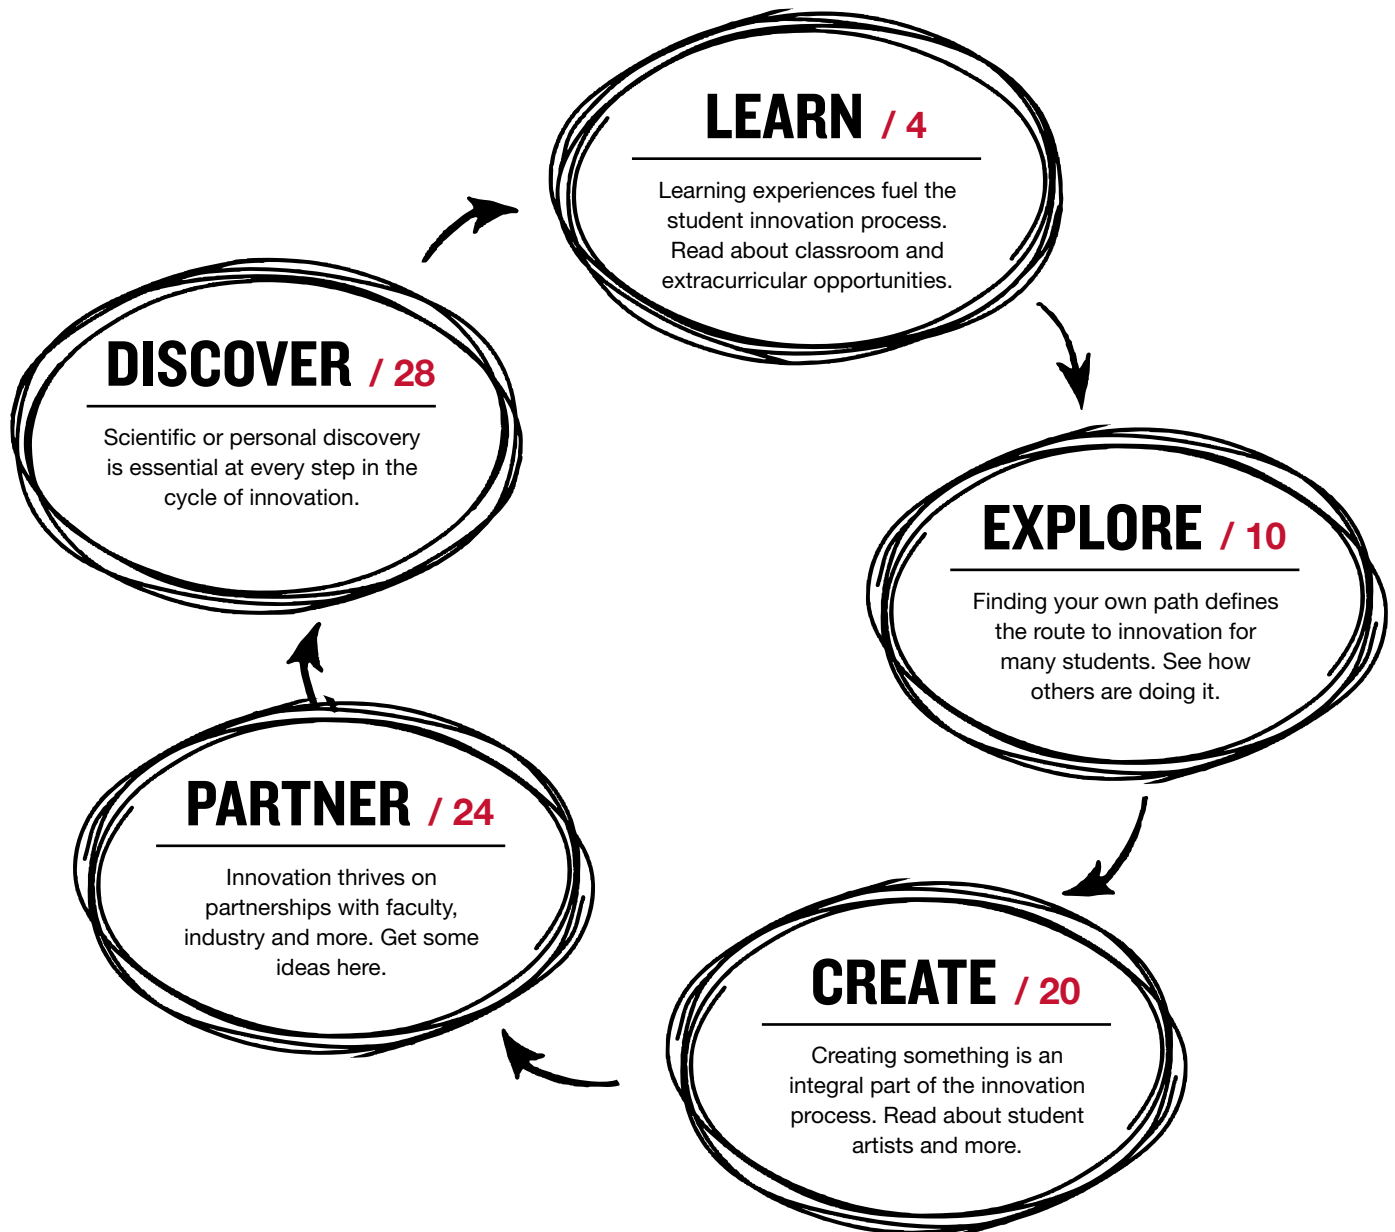 LEARN / 4
Learning experiences fuel the
student innovation process.
Read about classroom and
extracurricular opportunities.
DISCOVER / 28
Scientific or personal discovery
is essential at every step in the
cycle of innovation.
EXPLORE / 10
Finding your own path defines
the route to innovation for
many students. See how
others are doing it.
PARTNER / 24
Innovation thrives on
partnerships with faculty,
industry and more. Get some
ideas here.
CREATE / 20
Creating something is an
integral part of the innovation
process. Read about student
artists and more.